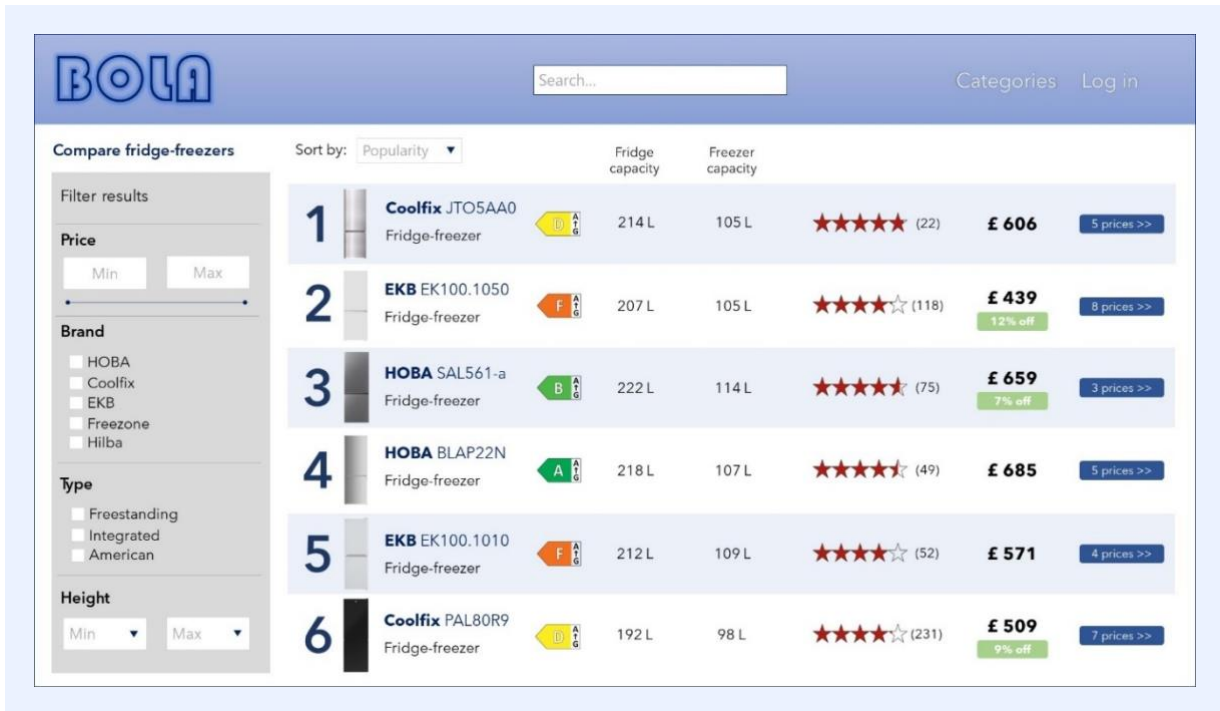 BOLA
Search...
Categories Log in
Compare fridge-freezers
Sort by: Popularity
Fridge capacity
Freezer capacity
Filter results
Price
Min Max
Brand
HOBA
Coolfix
EKB
Freezone
Hilba
Type
Freestanding
Integrated
American
Height
Min Max
1 Coolfix JTO5AA0 D A G 214 L 105 L (22) £ 606 5 prices >>
Fridge-freezer
2 EKB EK100.1050 F A G 207 L 105 L (118) £ 439 8 prices >>
Fridge-freezer 12% off
3 HOBA SAL561-a B A G 222 L 114 L (75) £ 659 3 prices >>
Fridge-freezer 7% off
4 HOBA BLAP22N A A G 218 L 107 L (49) £ 685 5 prices >>
Fridge-freezer
5 EKB EK100.1010 F A G 212 L 109 L (52) £ 571 4 prices >>
Fridge-freezer
6 Coolfix PAL80R9 D A G 192 L 98 L (231) £ 509 7 prices >>
Fridge-freezer 9% off